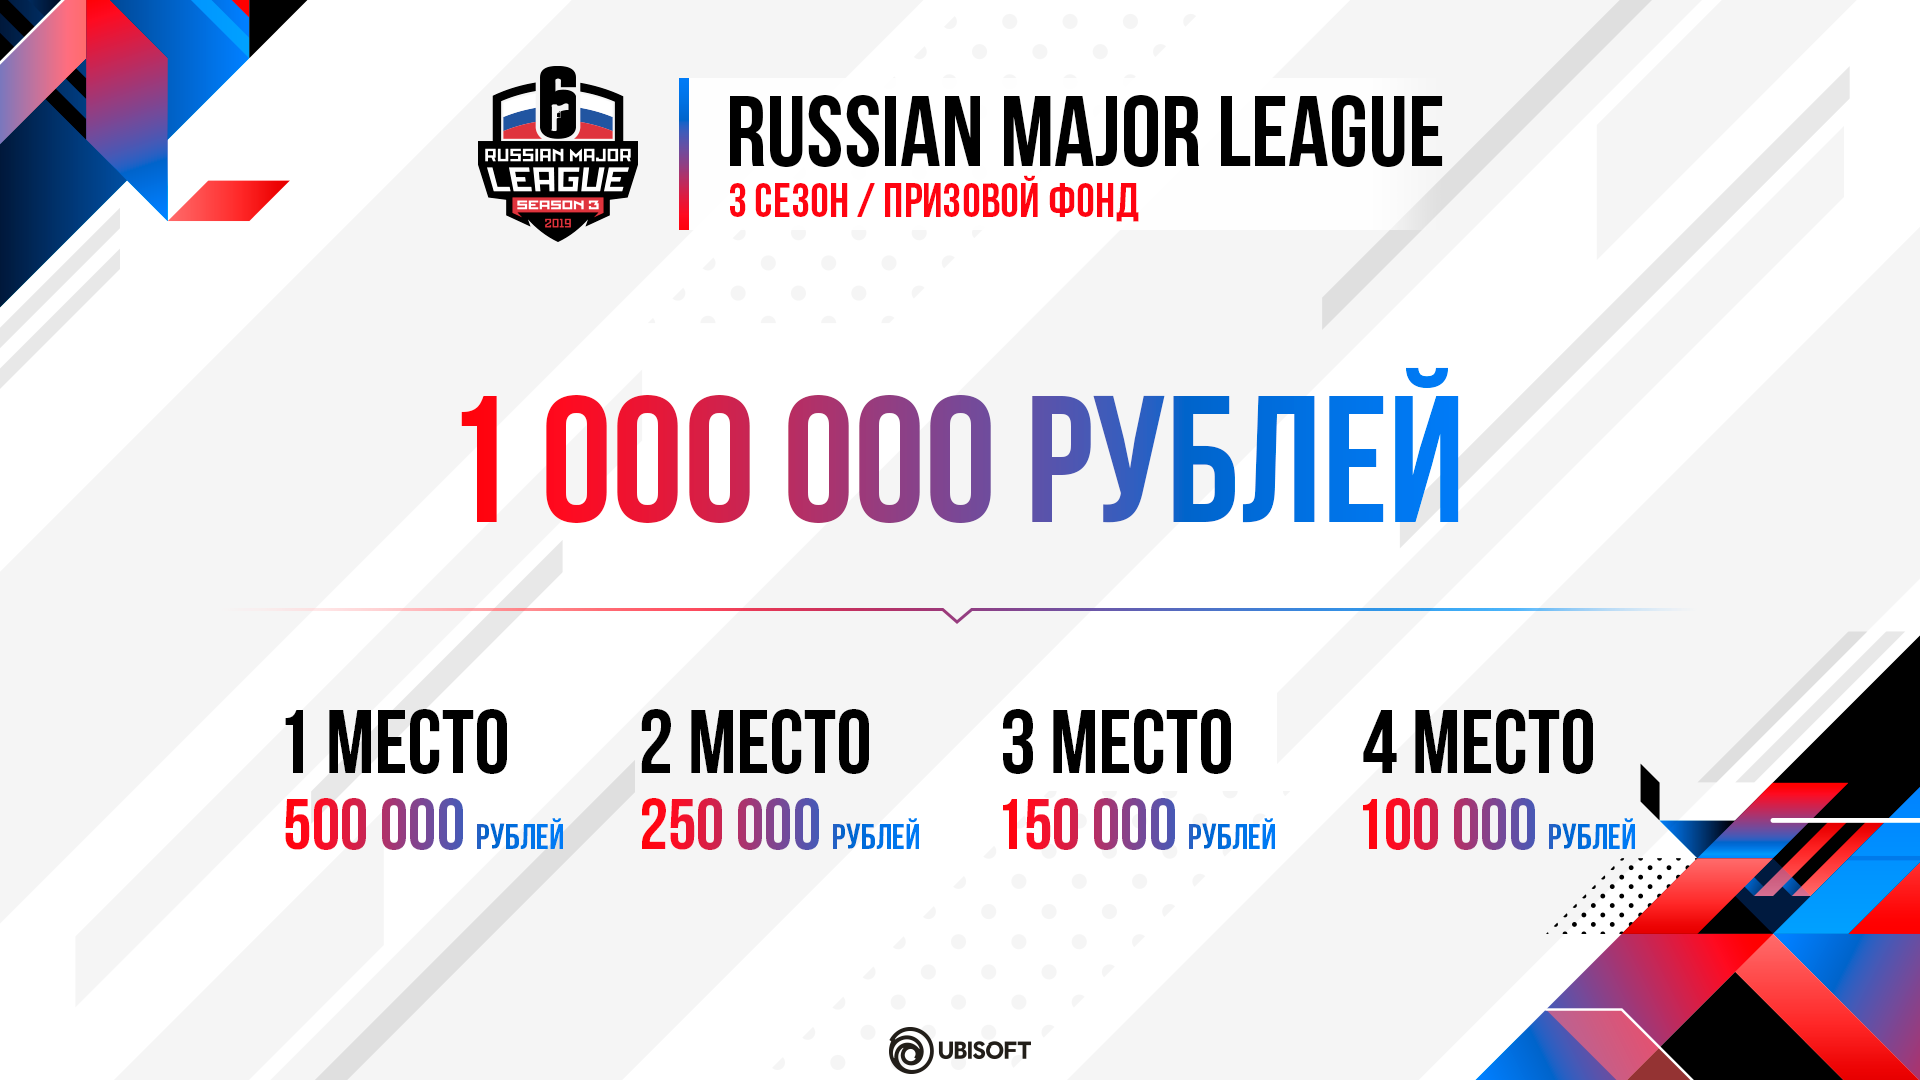 6
RUSSIAN MAJOR
LEAGUE
SEASON 3
2019
RUSSIAN MAJOR LEAGUE
3 СЕЗОН / ПРИЗОВОЙ ФОНД
1 000 000 РУБЛЕЙ
1 МЕСТО
500 000 РУБЛЕЙ
2 МЕСТО
250 000 РУБЛЕЙ
3 МЕСТО
150 000 РУБЛЕЙ
4 МЕСТО
100 000 РУБЛЕЙ
UBISOFT